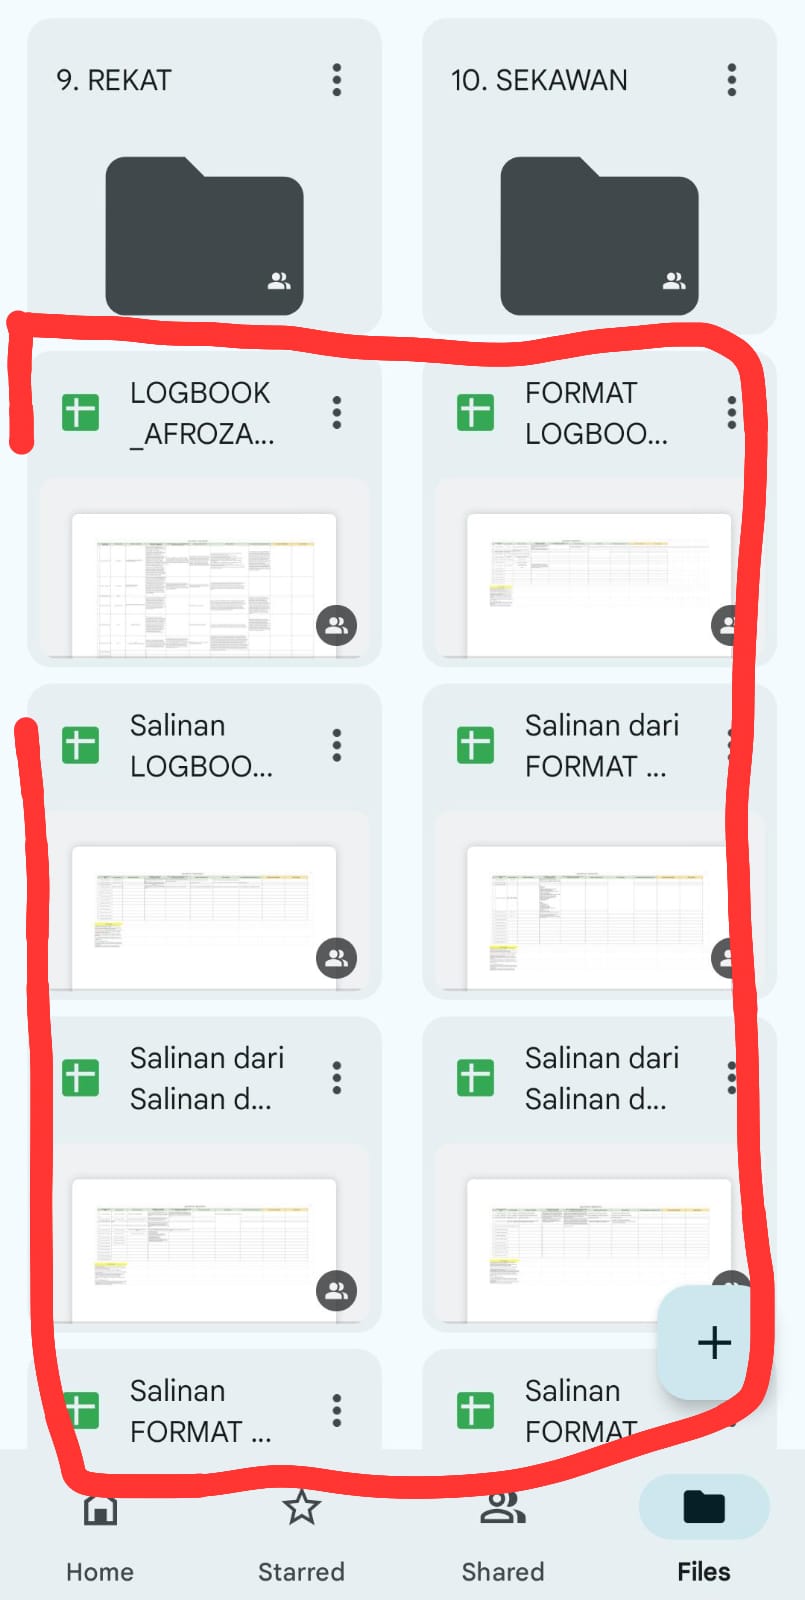 9. REKAT
10. SEKAWAN
LOGBOOK
_AFROZA...
FORMAT
LOGBOO...
Salinan
LOGBOO...
Salinan dari
FORMAT ...
Salinan dari
Salinan d...
Salinan dari
Salinan d...
Salinan
FORMAT ...
Salinan
FORMAT
Home
Starred
Shared
Files